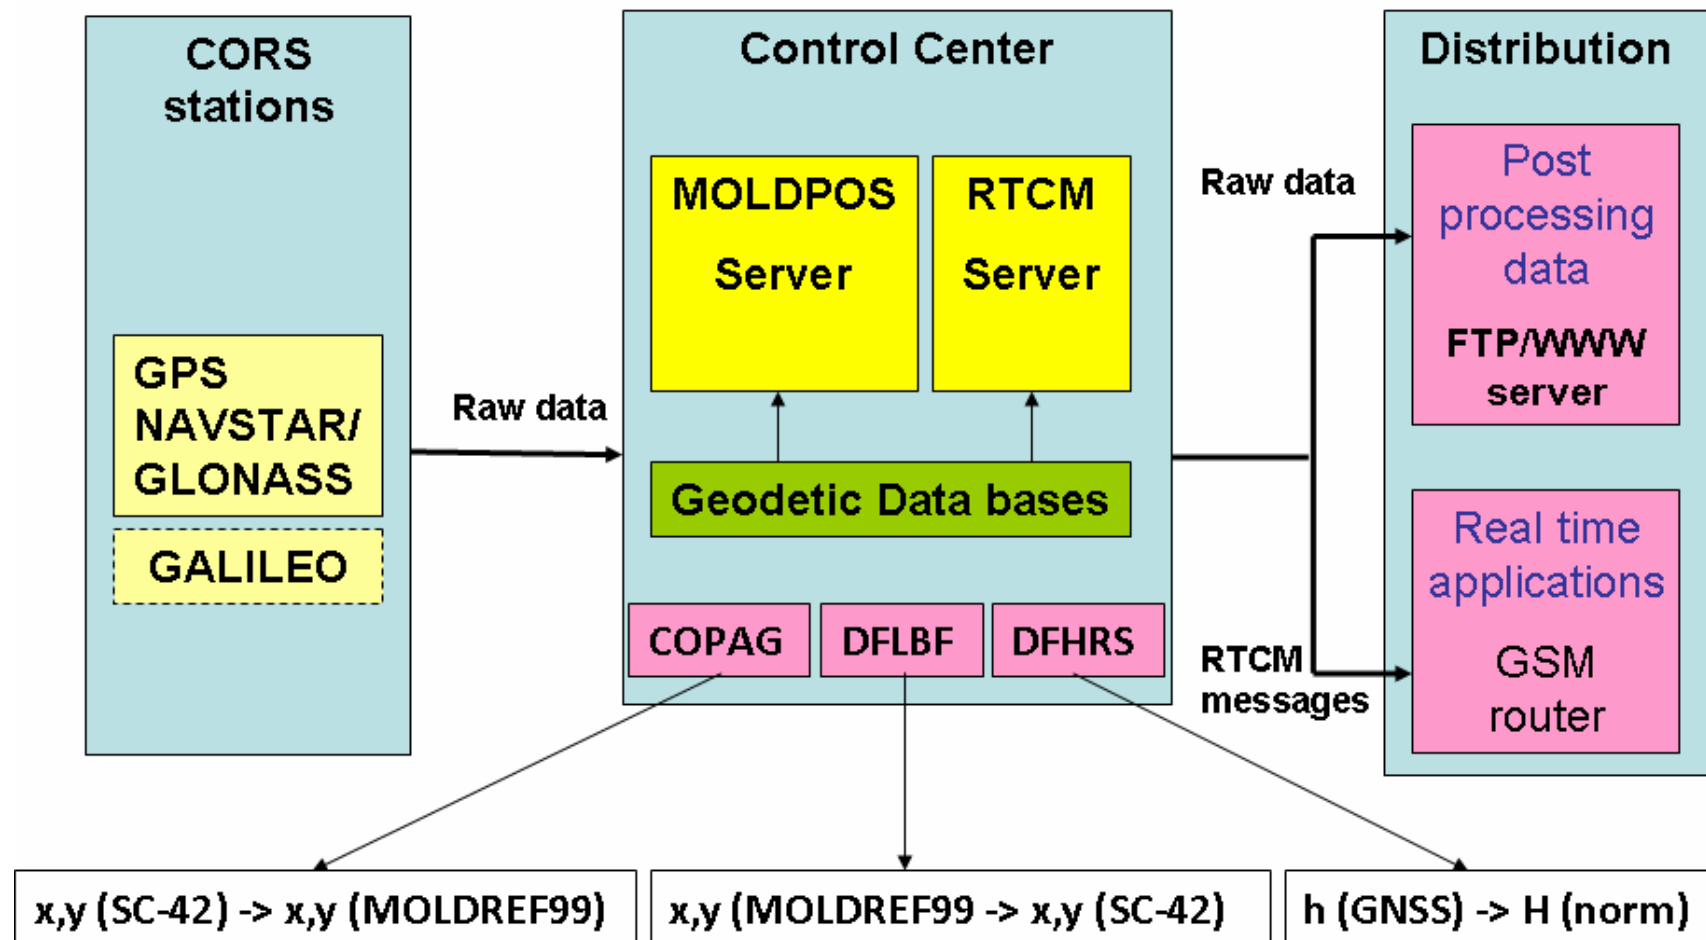 CORS
stations
GPS
NAVSTAR/
GLONASS
GALILEO
Raw data
Control Center
MOLDPOS
Server
RTCM
Server
Geodetic Data bases
COPAG
DFLBF
DFHRS
Raw data
RTCM
messages
Distribution
Post
processing
data
FTP/WWW
server
Real time
applications
GSM
router
x,y (SC-42) -> x,y (MOLDREF99)
x,y (MOLDREF99 -> x,y (SC-42)
h (GNSS) -> H (norm)